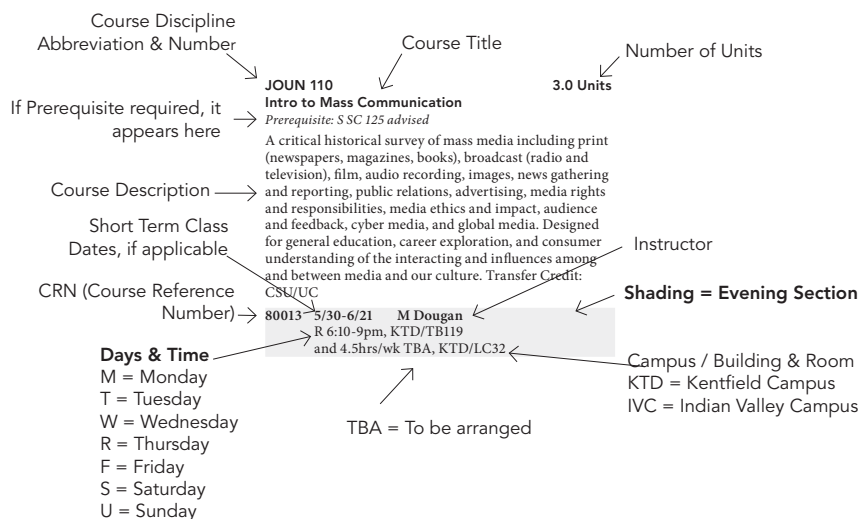 Course Discipline
Abbreviation & Number
Course Title
Number of Units
JOUN 110
3.0 Units
Intro to Mass Communication
If Prerequisite required, it
appears here
Prerequisite: S SC 125 advised
A critical historical survey of mass media including print
(newspapers, magazines, books), broadcast (radio and
television), film, audio recording, images, news gathering
and reporting, public relations, advertising, media rights
and responsibilities, media ethics and impact, audience
and feedback, cyber media, and global media. Designed
for general education, career exploration, and consumer
understanding of the interacting and influences among
and between media and our culture. Transfer Credit:
CSU/UC
Course Description
Short Term Class
Dates, if applicable
Instructor
CRN (Course Reference
Number)
Shading = Evening Section
80013 5/30-6/21 M Dougan
R 6:10-9pm, KTD/TB119
and 4.5hrs/wk TBA, KTD/LC32
Days & Time
M = Monday
T = Tuesday
W = Wednesday
R = Thursday
F = Friday
S = Saturday
U = Sunday
TBA = To be arranged
Campus / Building & Room
KTD = Kentfield Campus
IVC = Indian Valley Campus